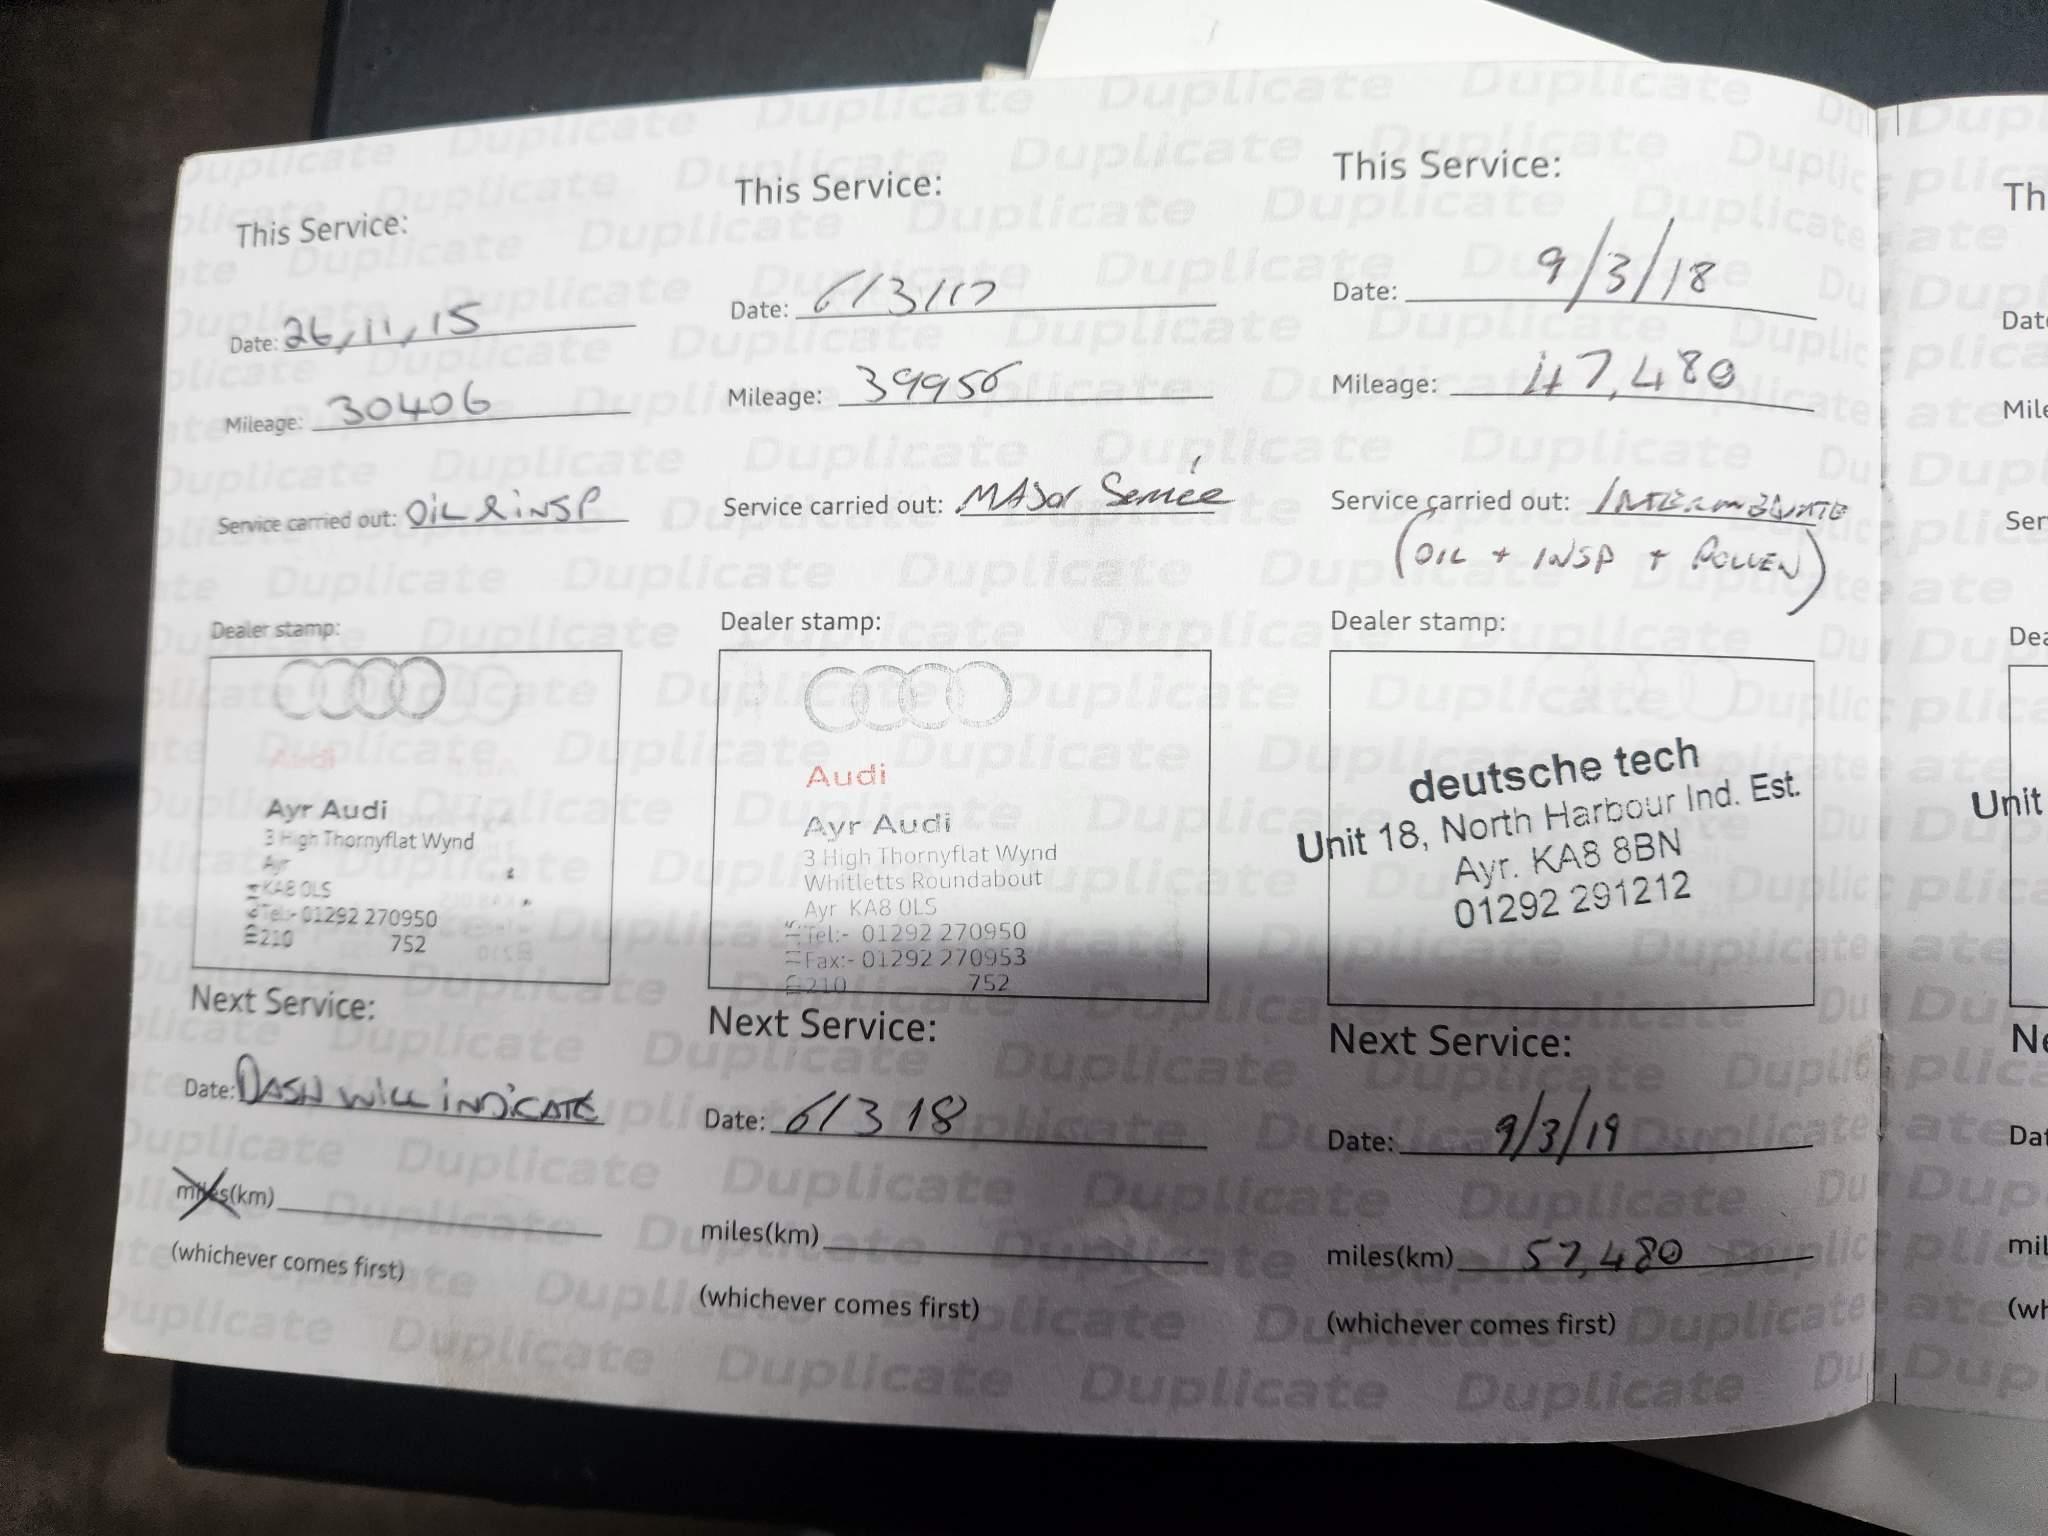 This Service:
Date: 26,11,15
Mileage: 30406
Service carried out: OIL & INSP
Dealer stamp:
Audi
Ayr Audi
3 High Thornyflat Wynd
Ayr
KA8 0LS
Tel:- 01292 270950
210 752
Next Service:
Date: DASH WILL INDICATE
miles(km)
(whichever comes first)
This Service:
Date: 6/3/17
Mileage: 39956
Service carried out: MAJOR Service
Dealer stamp:
Audi
Ayr Audi
3 High Thornyflat Wynd
Whitletts Roundabout
Ayr KA8 0LS
Tel:- 01292 270950
Fax:- 01292 270953
210 752
Next Service:
Date: 6/3 18
miles(km)
(whichever comes first)
This Service:
Date: 9/3/18
Mileage: 47,480
Service carried out: INTERMEDIATE
(OIL + INSP + POLLEN)
Dealer stamp:
deutsche tech
Unit 18, North Harbour Ind. Est.
Ayr. KA8 8BN
01292 291212
Next Service:
Date: 9/3/19
miles(km) 57,480
(whichever comes first)
Unit
Duplicate